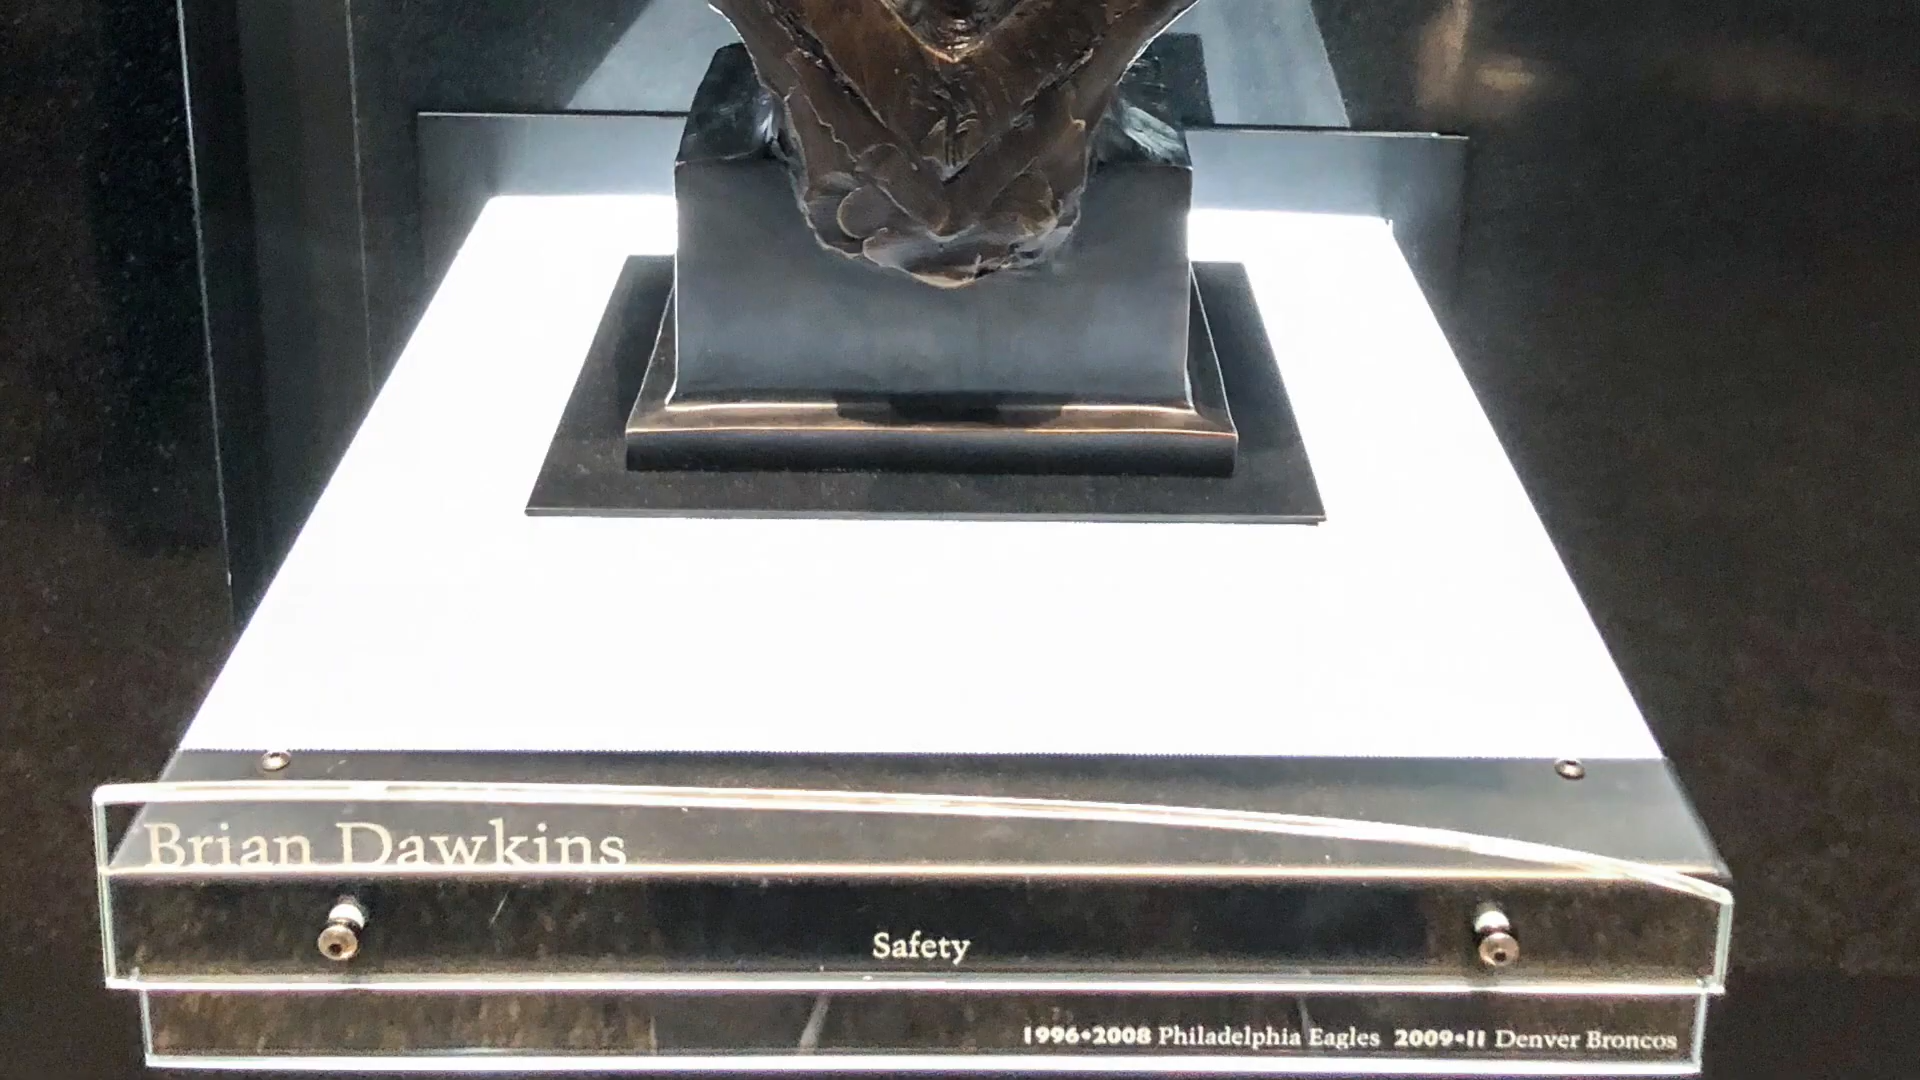 Brian Dawkins
Safety
1996•2008 Philadelphia Eagles 2009•11 Denver Broncos